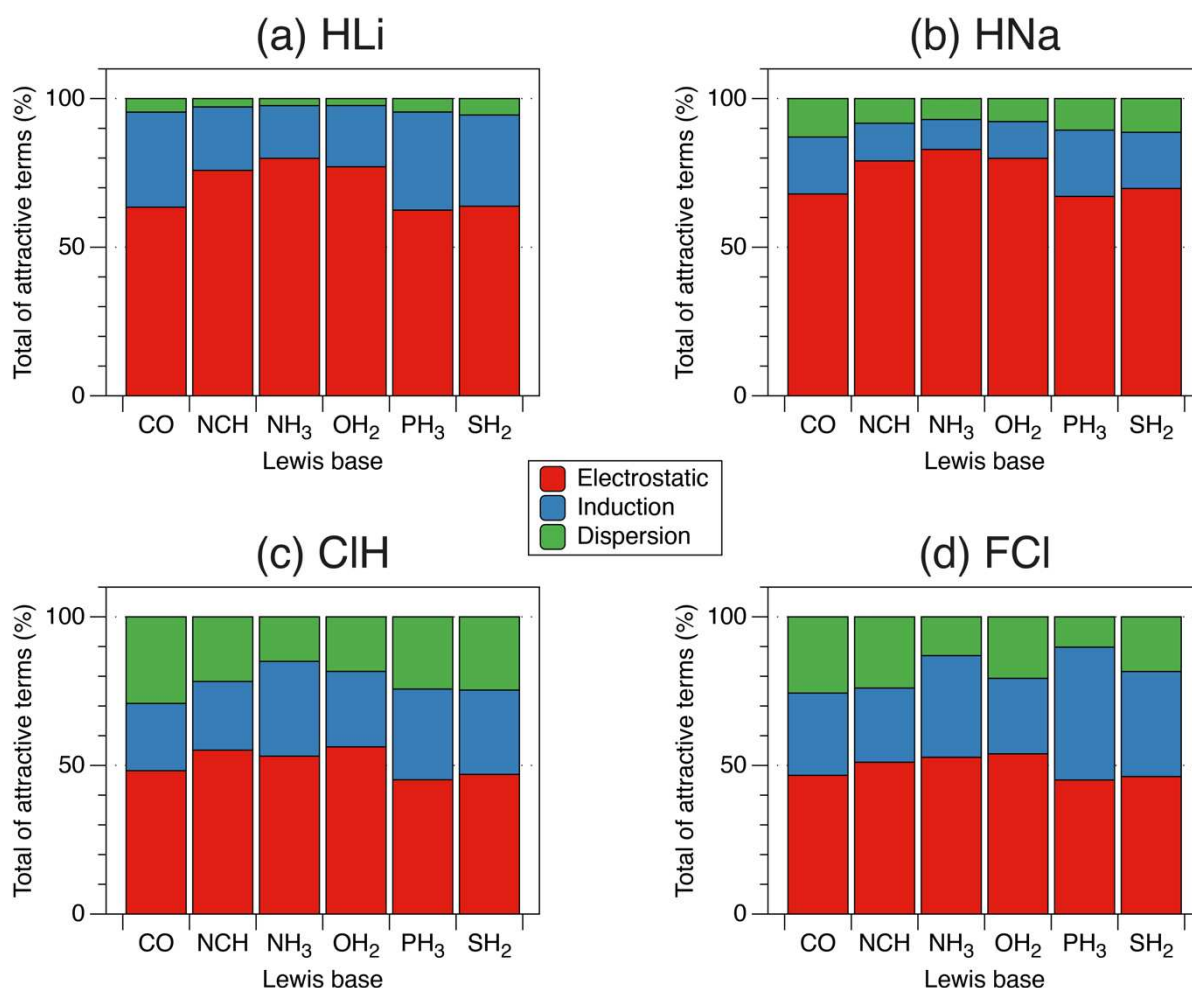 (a) HLi
Total of attractive terms (%)
100
50
0
CO NCH NH₃ OH₂ PH₃ SH₂
Lewis base
(b) HNa
Total of attractive terms (%)
100
50
0
CO NCH NH₃ OH₂ PH₃ SH₂
Lewis base
Electrostatic
Induction
Dispersion
(c) ClH
Total of attractive terms (%)
100
50
0
CO NCH NH₃ OH₂ PH₃ SH₂
Lewis base
(d) FCl
Total of attractive terms (%)
100
50
0
CO NCH NH₃ OH₂ PH₃ SH₂
Lewis base